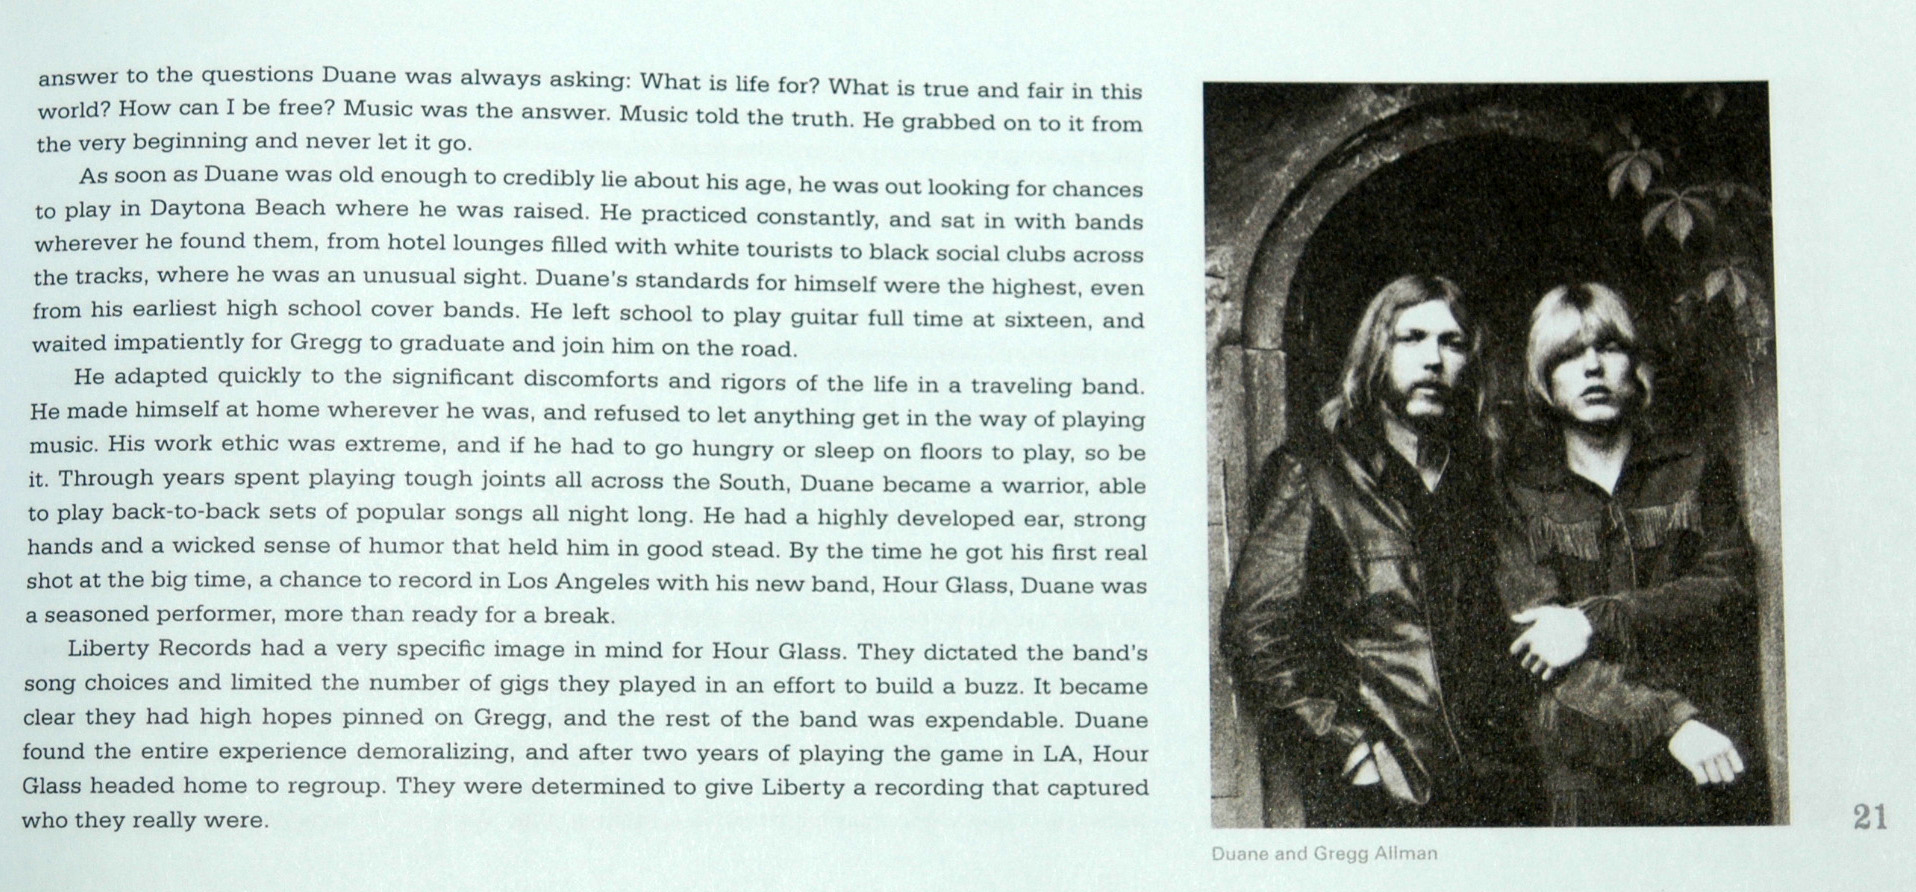 answer to the questions Duane was always asking: What is life for? What is true and fair in this
world? How can I be free? Music was the answer. Music told the truth. He grabbed on to it from
the very beginning and never let it go.
As soon as Duane was old enough to credibly lie about his age, he was out looking for chances
to play in Daytona Beach where he was raised. He practiced constantly, and sat in with bands
wherever he found them, from hotel lounges filled with white tourists to black social clubs across
the tracks, where he was an unusual sight. Duane's standards for himself were the highest, even
from his earliest high school cover bands. He left school to play guitar full time at sixteen, and
waited impatiently for Gregg to graduate and join him on the road.
He adapted quickly to the significant discomforts and rigors of the life in a traveling band.
He made himself at home wherever he was, and refused to let anything get in the way of playing
music. His work ethic was extreme, and if he had to go hungry or sleep on floors to play, so be
it. Through years spent playing tough joints all across the South, Duane became a warrior, able
to play back-to-back sets of popular songs all night long. He had a highly developed ear, strong
hands and a wicked sense of humor that held him in good stead. By the time he got his first real
shot at the big time, a chance to record in Los Angeles with his new band, Hour Glass, Duane was
a seasoned performer, more than ready for a break.
Liberty Records had a very specific image in mind for Hour Glass. They dictated the band's
song choices and limited the number of gigs they played in an effort to build a buzz. It became
clear they had high hopes pinned on Gregg, and the rest of the band was expendable. Duane
found the entire experience demoralizing, and after two years of playing the game in LA, Hour
Glass headed home to regroup. They were determined to give Liberty a recording that captured
who they really were.
Duane and Gregg Allman
21